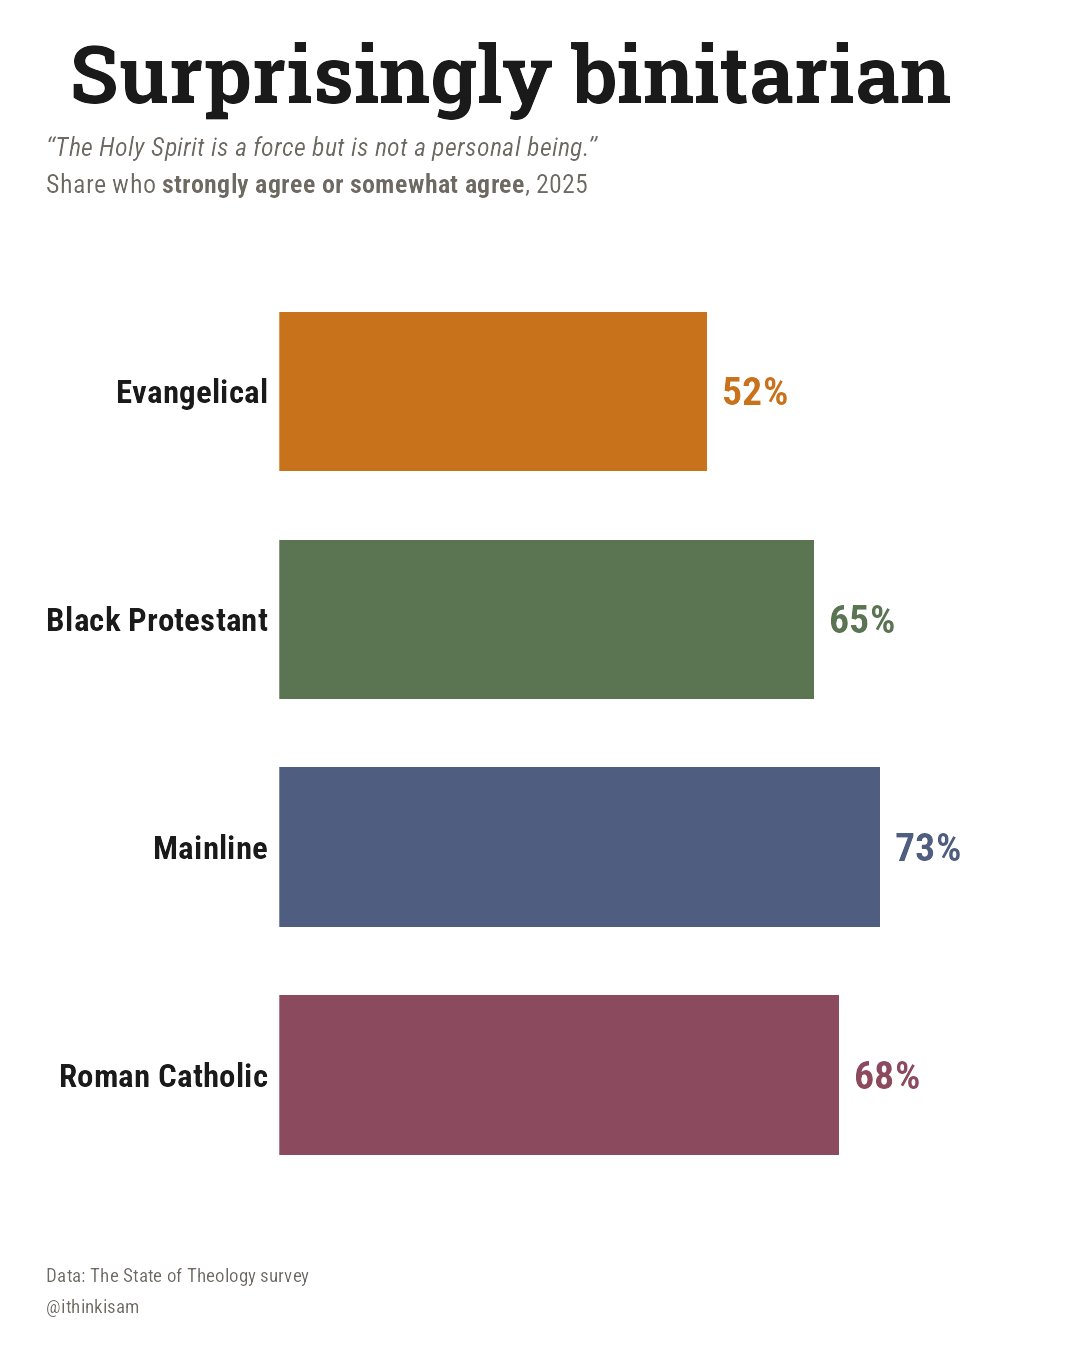 Surprisingly binitarian
“The Holy Spirit is a force but is not a personal being.”
Share who strongly agree or somewhat agree, 2025
Evangelical 52%
Black Protestant 65%
Mainline 73%
Roman Catholic 68%
Data: The State of Theology survey
@ithinkisam